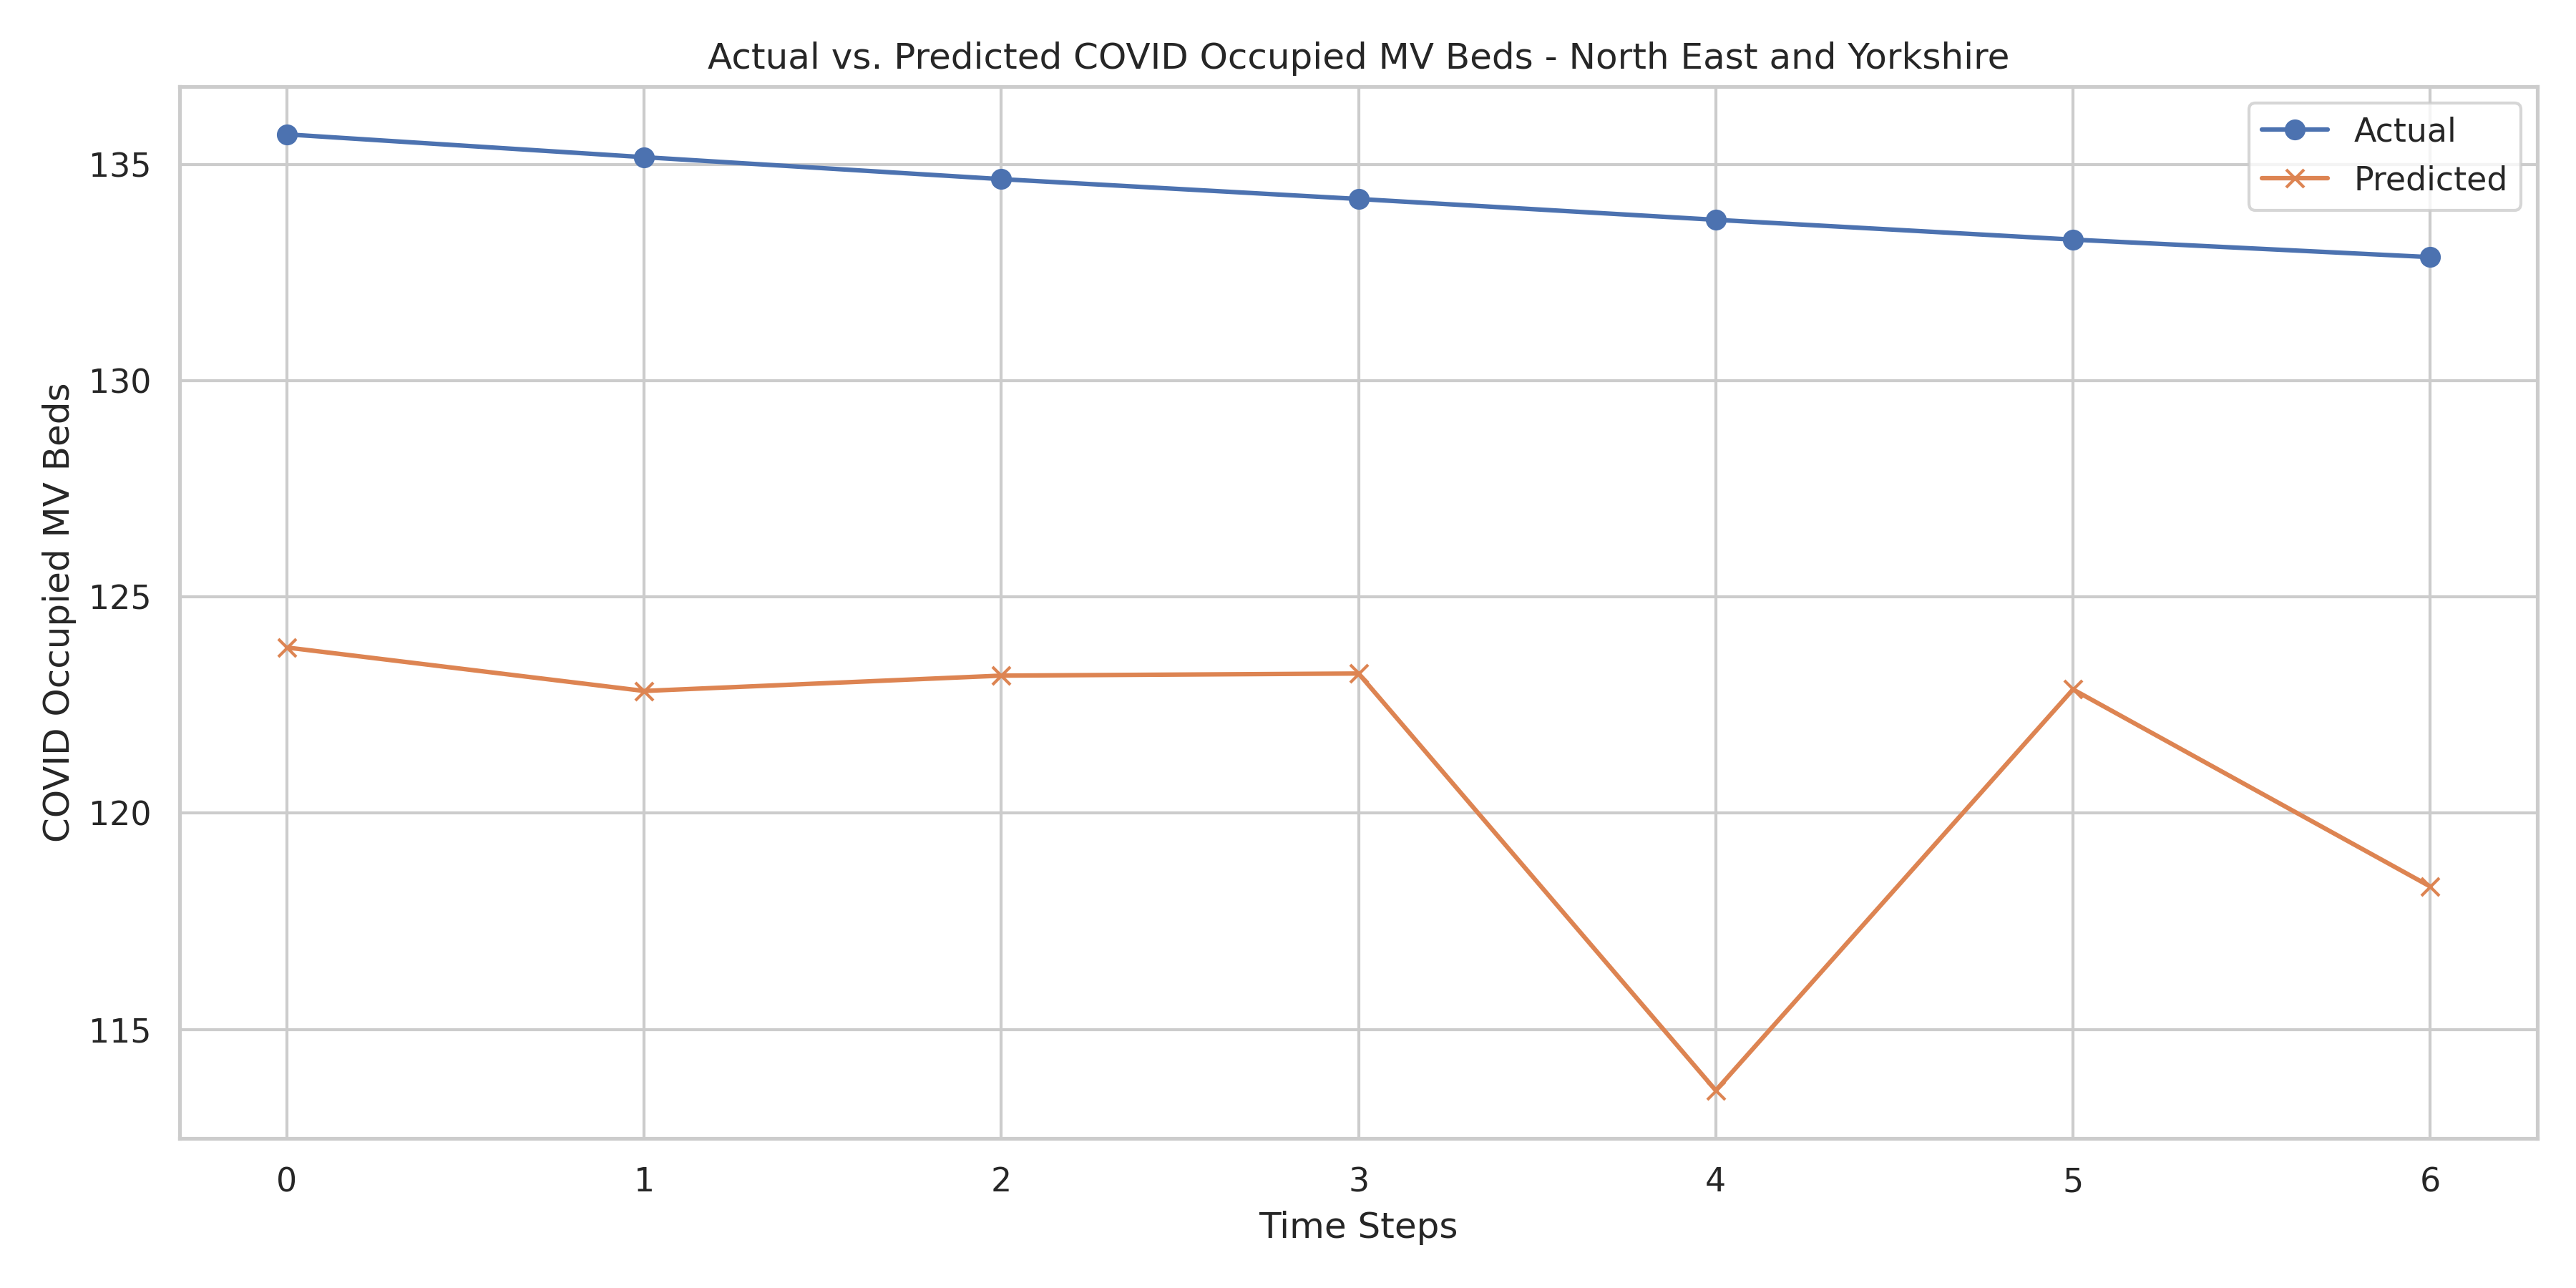 Actual vs. Predicted COVID Occupied MV Beds - North East and Yorkshire
Actual
Predicted
COVID Occupied MV Beds
135
130
125
120
115
0 1 2 3 4 5 6
Time Steps